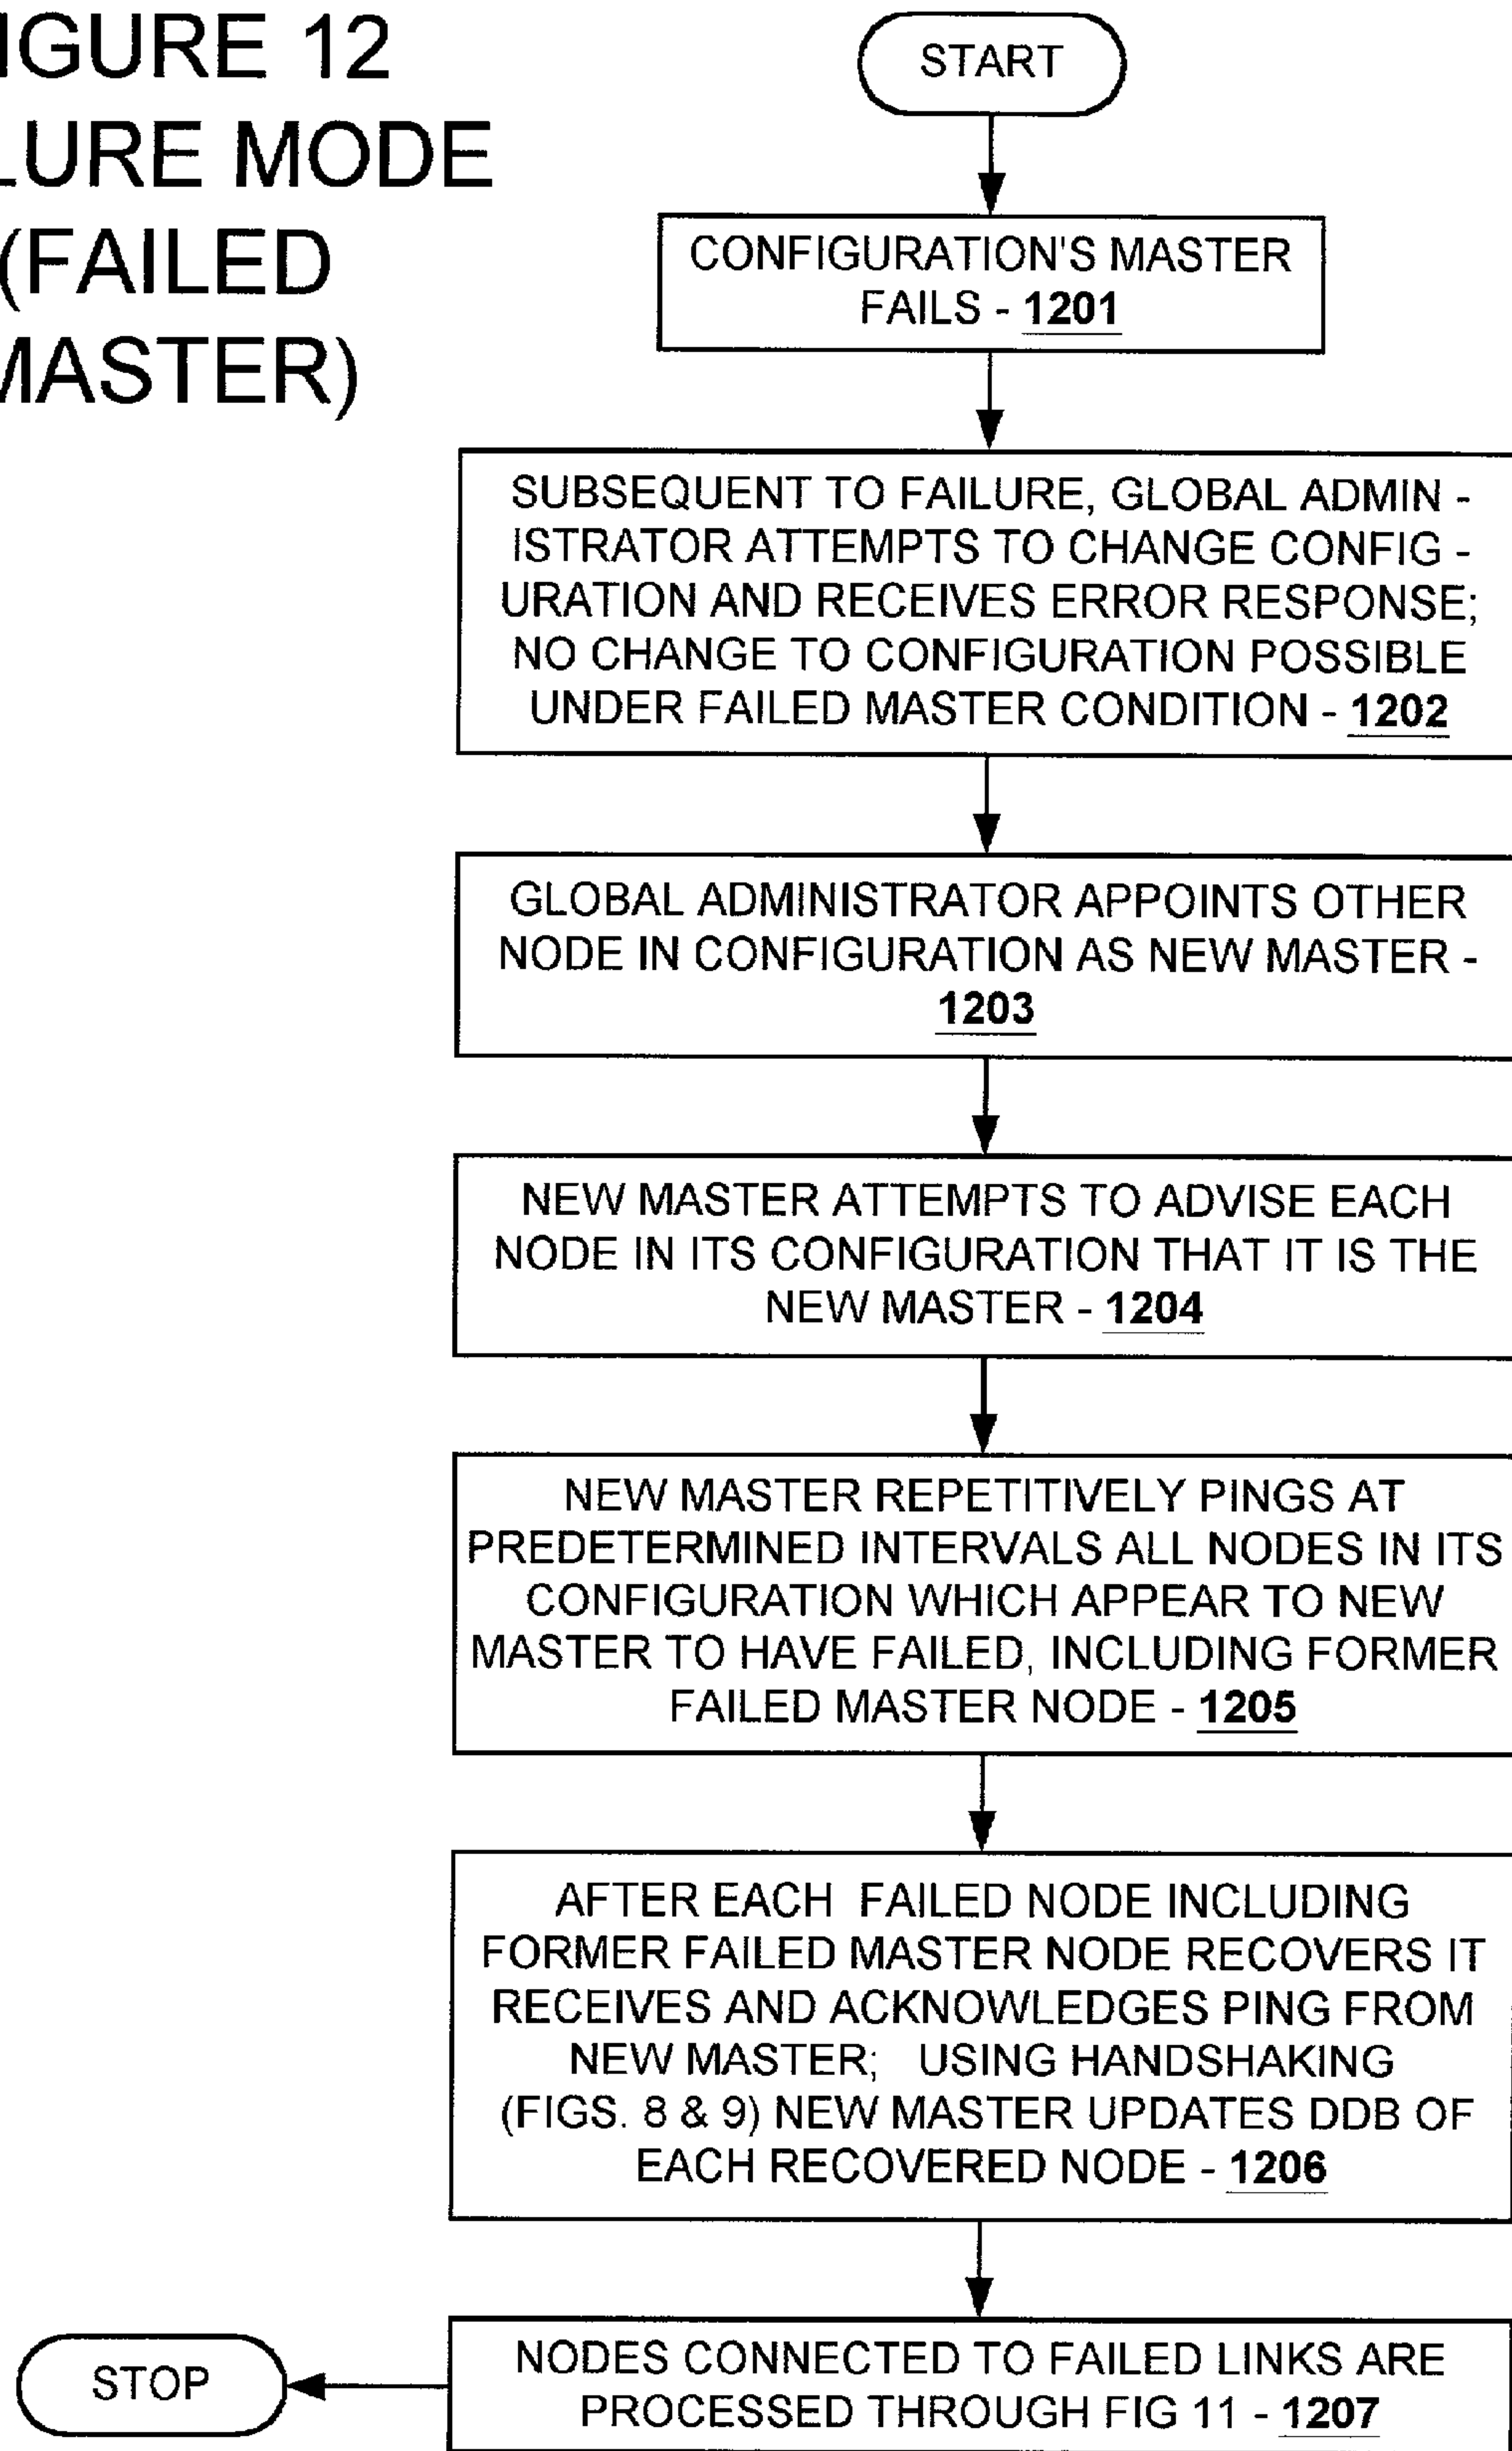 IGURE 12
LURE MODE
(FAILED
MASTER)
START
CONFIGURATION'S MASTER
FAILS - 1201
SUBSEQUENT TO FAILURE, GLOBAL ADMIN -
ISTRATOR ATTEMPTS TO CHANGE CONFIG -
URATION AND RECEIVES ERROR RESPONSE;
NO CHANGE TO CONFIGURATION POSSIBLE
UNDER FAILED MASTER CONDITION - 1202
GLOBAL ADMINISTRATOR APPOINTS OTHER
NODE IN CONFIGURATION AS NEW MASTER -
1203
NEW MASTER ATTEMPTS TO ADVISE EACH
NODE IN ITS CONFIGURATION THAT IT IS THE
NEW MASTER - 1204
NEW MASTER REPETITIVELY PINGS AT
PREDETERMINED INTERVALS ALL NODES IN ITS
CONFIGURATION WHICH APPEAR TO NEW
MASTER TO HAVE FAILED, INCLUDING FORMER
FAILED MASTER NODE - 1205
AFTER EACH FAILED NODE INCLUDING
FORMER FAILED MASTER NODE RECOVERS IT
RECEIVES AND ACKNOWLEDGES PING FROM
NEW MASTER; USING HANDSHAKING
(FIGS. 8 & 9) NEW MASTER UPDATES DDB OF
EACH RECOVERED NODE - 1206
NODES CONNECTED TO FAILED LINKS ARE
PROCESSED THROUGH FIG 11 - 1207
STOP